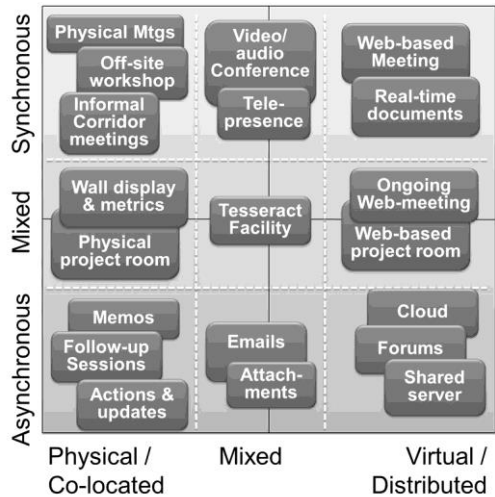 Synchronous
Physical Mtgs
Off-site
workshop
Informal
Corridor
meetings
Video/
audio
Conference
Tele-
presence
Web-based
Meeting
Real-time
documents
Mixed
Wall display
& metrics
Physical
project room
Tesseract
Facility
Ongoing
Web-meeting
Web-based
project room
Asynchronous
Memos
Follow-up
Sessions
Actions &
updates
Emails
Attach-
ments
Cloud
Forums
Shared
server
Physical /
Co-located
Mixed
Virtual /
Distributed